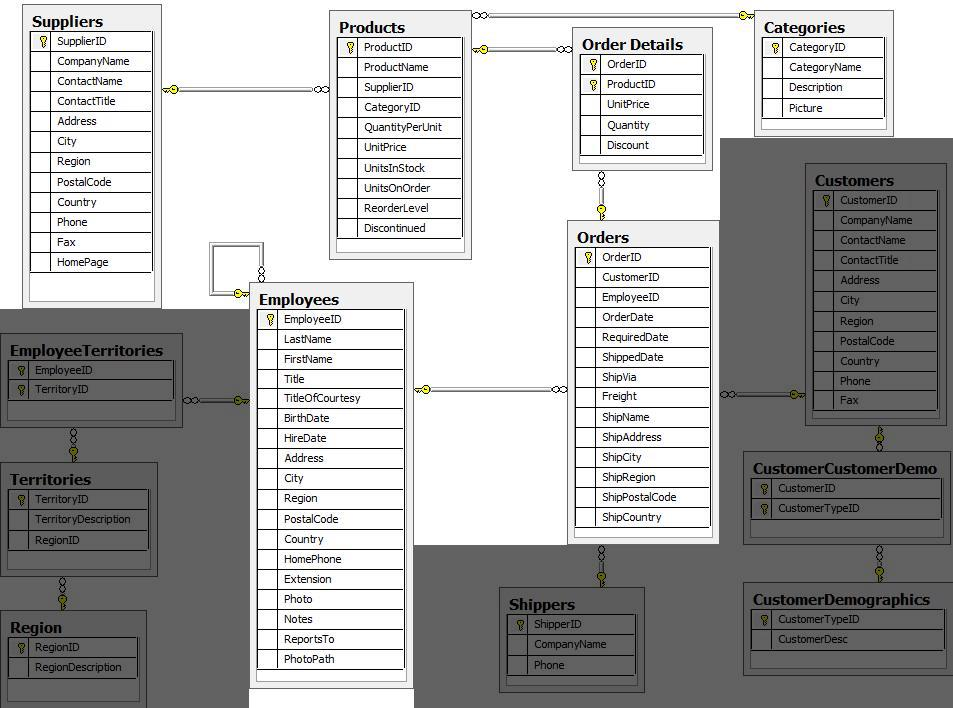 Suppliers
SupplierID
CompanyName
ContactName
ContactTitle
Address
City
Region
PostalCode
Country
Phone
Fax
HomePage
Products
ProductID
ProductName
SupplierID
CategoryID
QuantityPerUnit
UnitPrice
UnitsInStock
UnitsOnOrder
ReorderLevel
Discontinued
Order Details
OrderID
ProductID
UnitPrice
Quantity
Discount
Categories
CategoryID
CategoryName
Description
Picture
Customers
CustomerID
CompanyName
ContactName
ContactTitle
Address
City
Region
PostalCode
Country
Phone
Fax
Orders
OrderID
CustomerID
EmployeeID
OrderDate
RequiredDate
ShippedDate
ShipVia
Freight
ShipName
ShipAddress
ShipCity
ShipRegion
ShipPostalCode
ShipCountry
Employees
EmployeeID
LastName
FirstName
Title
TitleOfCourtesy
BirthDate
HireDate
Address
City
Region
PostalCode
Country
HomePhone
Extension
Photo
Notes
ReportsTo
PhotoPath
EmployeeTerritories
EmployeeID
TerritoryID
Territories
TerritoryID
TerritoryDescription
RegionID
Region
RegionID
RegionDescription
Shippers
ShipperID
CompanyName
Phone
CustomerCustomerDemo
CustomerID
CustomerTypeID
CustomerDemographics
CustomerTypeID
CustomerDesc